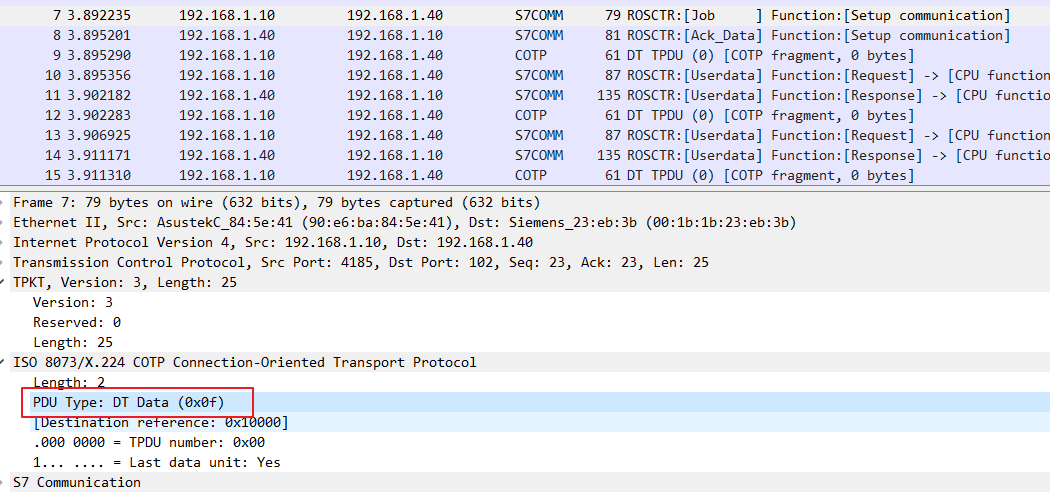 7 3.892235 192.168.1.10 192.168.1.40 S7COMM 79 ROSCTR:[Job     ] Function:[Setup communication]
8 3.895201 192.168.1.40 192.168.1.10 S7COMM 81 ROSCTR:[Ack_Data] Function:[Setup communication]
9 3.895290 192.168.1.10 192.168.1.40 COTP 61 DT TPDU (0) [COTP fragment, 0 bytes]
10 3.895356 192.168.1.10 192.168.1.40 S7COMM 87 ROSCTR:[Userdata] Function:[Request] -> [CPU function
11 3.902182 192.168.1.40 192.168.1.10 S7COMM 135 ROSCTR:[Userdata] Function:[Response] -> [CPU functio
12 3.902283 192.168.1.10 192.168.1.40 COTP 61 DT TPDU (0) [COTP fragment, 0 bytes]
13 3.906925 192.168.1.10 192.168.1.40 S7COMM 87 ROSCTR:[Userdata] Function:[Request] -> [CPU function
14 3.911171 192.168.1.40 192.168.1.10 S7COMM 135 ROSCTR:[Userdata] Function:[Response] -> [CPU functio
15 3.911310 192.168.1.10 192.168.1.40 COTP 61 DT TPDU (0) [COTP fragment, 0 bytes]
Frame 7: 79 bytes on wire (632 bits), 79 bytes captured (632 bits)
Ethernet II, Src: AsustekC_84:5e:41 (90:e6:ba:84:5e:41), Dst: Siemens_23:eb:3b (00:1b:1b:23:eb:3b)
Internet Protocol Version 4, Src: 192.168.1.10, Dst: 192.168.1.40
Transmission Control Protocol, Src Port: 4185, Dst Port: 102, Seq: 23, Ack: 23, Len: 25
TPKT, Version: 3, Length: 25
Version: 3
Reserved: 0
Length: 25
ISO 8073/X.224 COTP Connection-Oriented Transport Protocol
Length: 2
PDU Type: DT Data (0x0f)
[Destination reference: 0x10000]
.000 0000 = TPDU number: 0x00
1... .... = Last data unit: Yes
S7 Communication